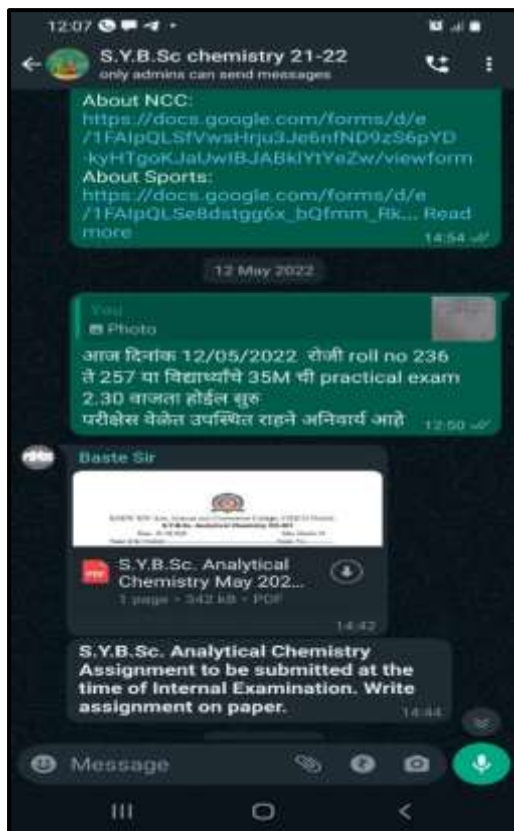 12:07
S.Y.B.Sc chemistry 21-22
only admins can send messages
About NCC:
https://docs.google.com/forms/d/e
/1FAIpQLSfVwsHrju3Je6nfND9zS6pYD
-kyHTgoKJaUwIBJABklYtYeZw/viewform
About Sports:
https://docs.google.com/forms/d/e
/1FAIpQLSe8dstgg6x_bQfmm_Rk... Read
more
14:54
12 May 2022
You
Photo
आज दिनांक 12/05/2022 रोजी roll no 236
ते 257 या विद्यार्थ्यांचे 35M ची practical exam
2.30 वाजता होईल सुरु
परीक्षेस वेळेत उपस्थित राहने अनिवार्य आहे
12:50
Baste Sir
S.Y.B.Sc. Analytical
Chemistry May 202...
1 page • 342 kB • PDF
14:42
S.Y.B.Sc. Analytical Chemistry
Assignment to be submitted at the
time of Internal Examination. Write
assignment on paper.
14:44
Message